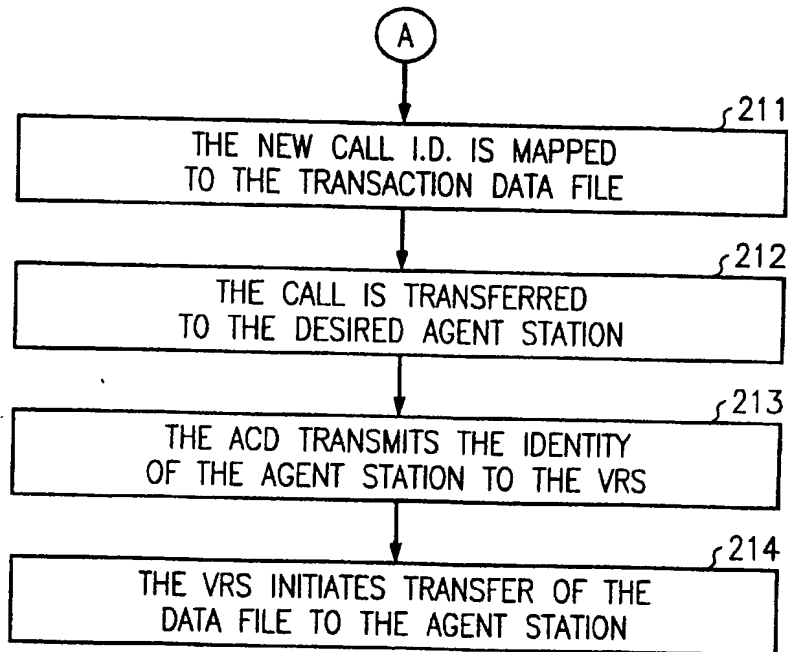 A
211
THE NEW CALL I.D. IS MAPPED
TO THE TRANSACTION DATA FILE
212
THE CALL IS TRANSFERRED
TO THE DESIRED AGENT STATION
213
THE ACD TRANSMITS THE IDENTITY
OF THE AGENT STATION TO THE VRS
214
THE VRS INITIATES TRANSFER OF THE
DATA FILE TO THE AGENT STATION